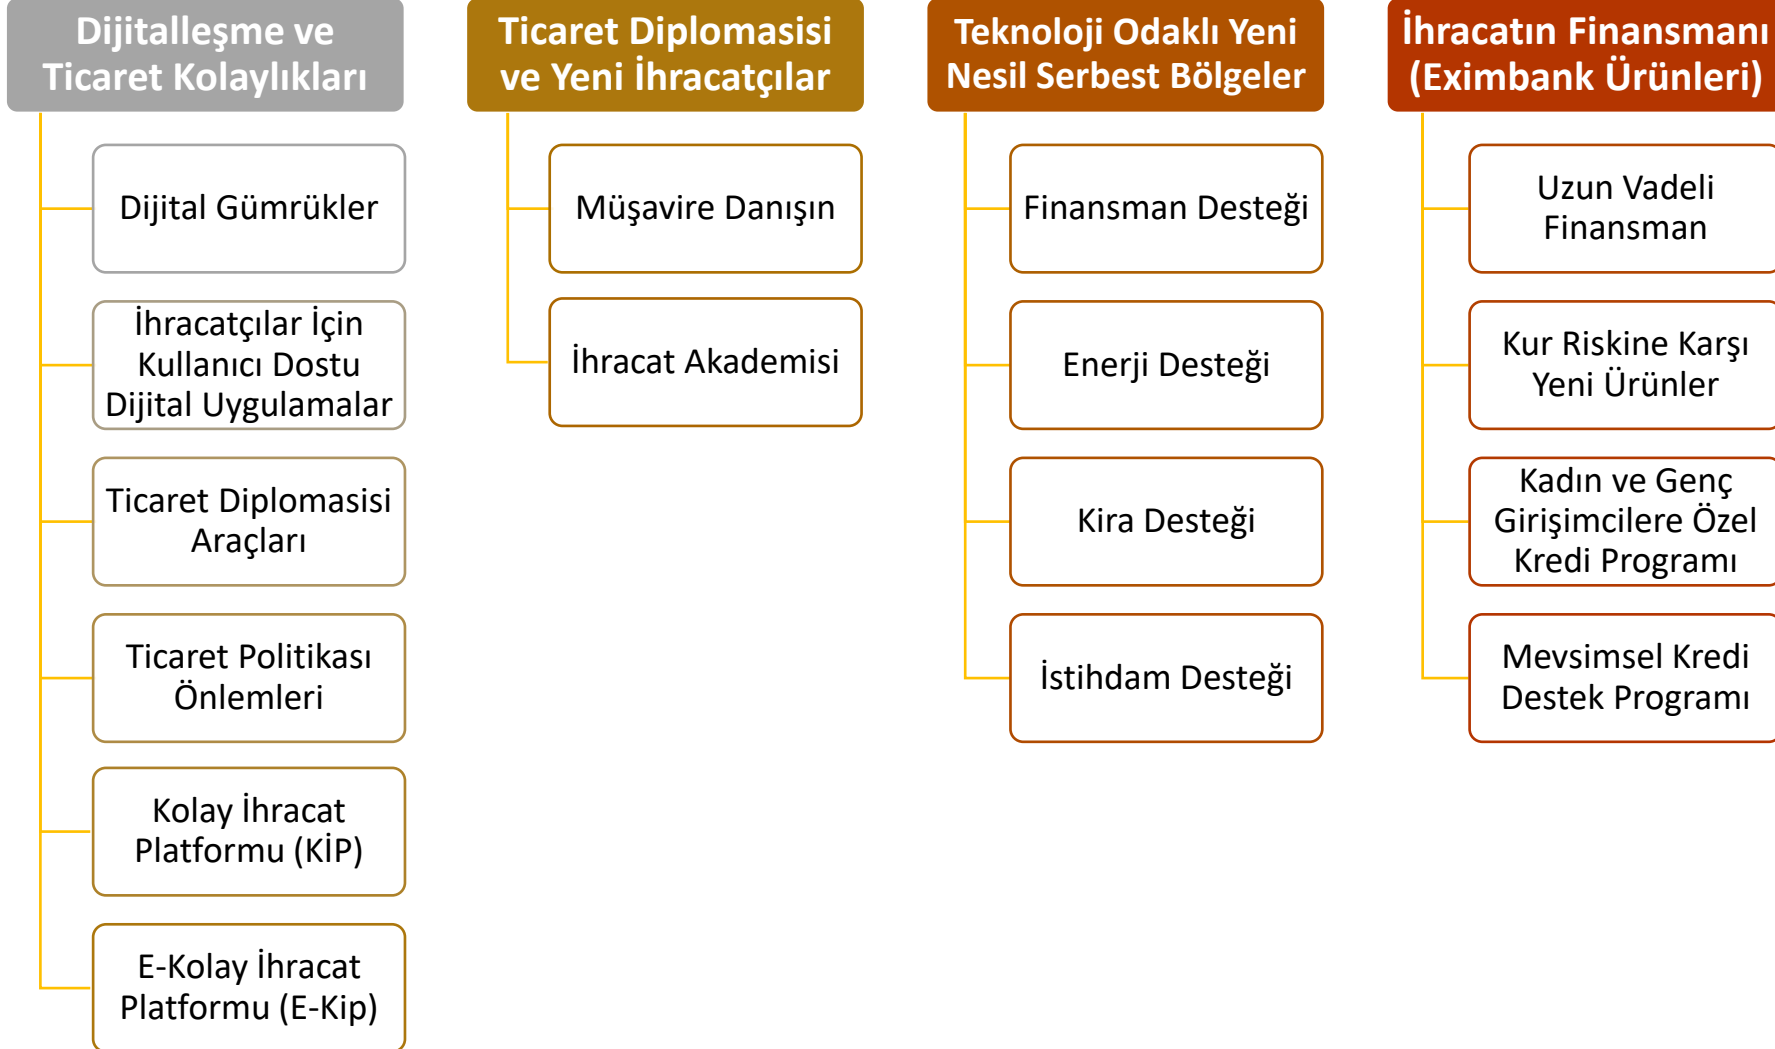 Dijitalleşme ve
Ticaret Kolaylıkları
Dijital Gümrükler
İhracatçılar İçin
Kullanıcı Dostu
Dijital Uygulamalar
Ticaret Diplomasisi
Araçları
Ticaret Politikası
Önlemleri
Kolay İhracat
Platformu (KİP)
E-Kolay İhracat
Platformu (E-Kip)
Ticaret Diplomasisi
ve Yeni İhracatçılar
Müşavire Danışın
İhracat Akademisi
Teknoloji Odaklı Yeni
Nesil Serbest Bölgeler
Finansman Desteği
Enerji Desteği
Kira Desteği
İstihdam Desteği
İhracatın Finansmanı
(Eximbank Ürünleri)
Uzun Vadeli
Finansman
Kur Riskine Karşı
Yeni Ürünler
Kadın ve Genç
Girişimcilere Özel
Kredi Programı
Mevsimsel Kredi
Destek Programı